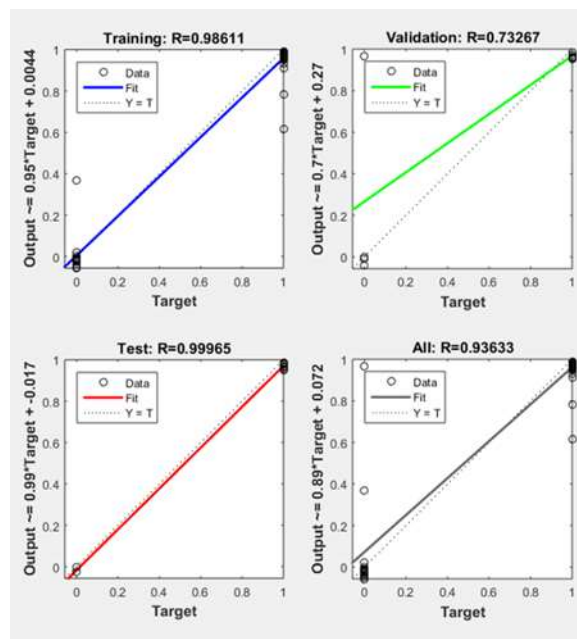 Training: R=0.98611
Output ~= 0.95*Target + 0.0044
1
0.8
0.6
0.4
0.2
0
Data
Fit
Y = T
0 0.2 0.4 0.6 0.8 1
Target
Validation: R=0.73267
Output ~= 0.7*Target + 0.27
1
0.8
0.6
0.4
0.2
0
Data
Fit
Y = T
0 0.2 0.4 0.6 0.8 1
Target
Test: R=0.99965
Output ~= 0.99*Target + -0.017
1
0.8
0.6
0.4
0.2
0
Data
Fit
Y = T
0 0.2 0.4 0.6 0.8 1
Target
All: R=0.93633
Output ~= 0.89*Target + 0.072
1
0.8
0.6
0.4
0.2
0
Data
Fit
Y = T
0 0.2 0.4 0.6 0.8 1
Target